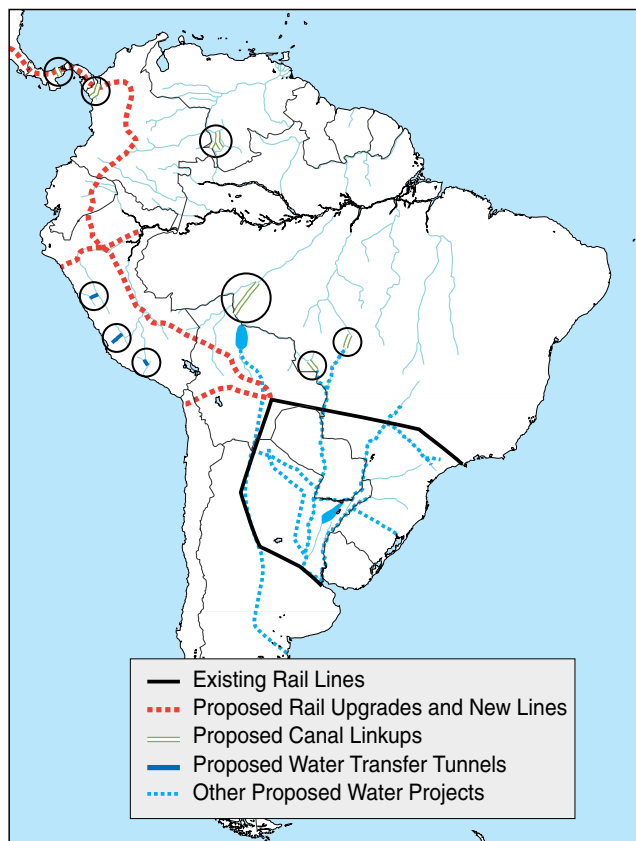 Existing Rail Lines
Proposed Rail Upgrades and New Lines
Proposed Canal Linkups
Proposed Water Transfer Tunnels
Other Proposed Water Projects